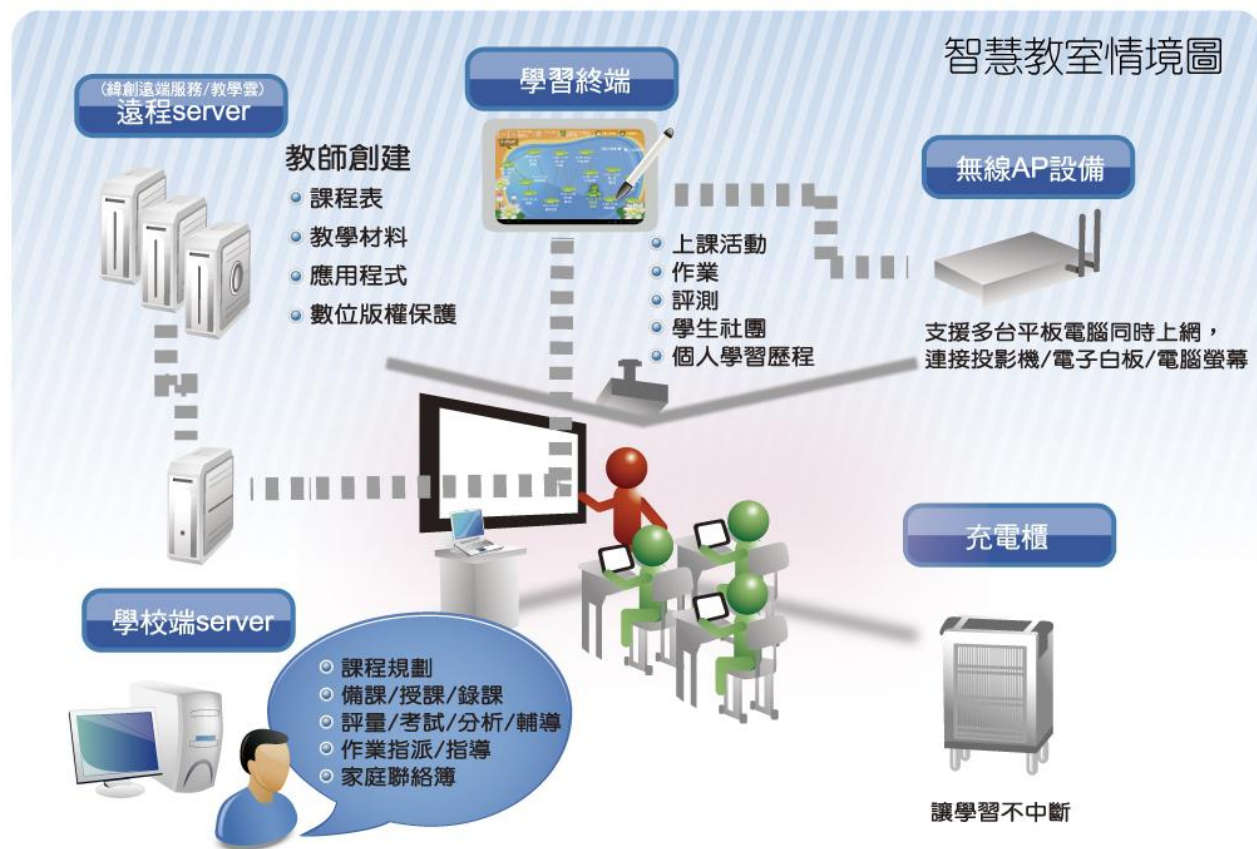 智慧教室情境圖
(緯創遠端服務/教學雲)
遠程server
教師創建
課程表
教學材料
應用程式
數位版權保護
學習終端
上課活動
作業
評測
學生社團
個人學習歷程
無線AP設備
支援多台平板電腦同時上網，
連接投影機/電子白板/電腦螢幕
學校端server
課程規劃
備課/授課/錄課
評量/考試/分析/輔導
作業指派/指導
家庭聯絡簿
充電櫃
讓學習不中斷